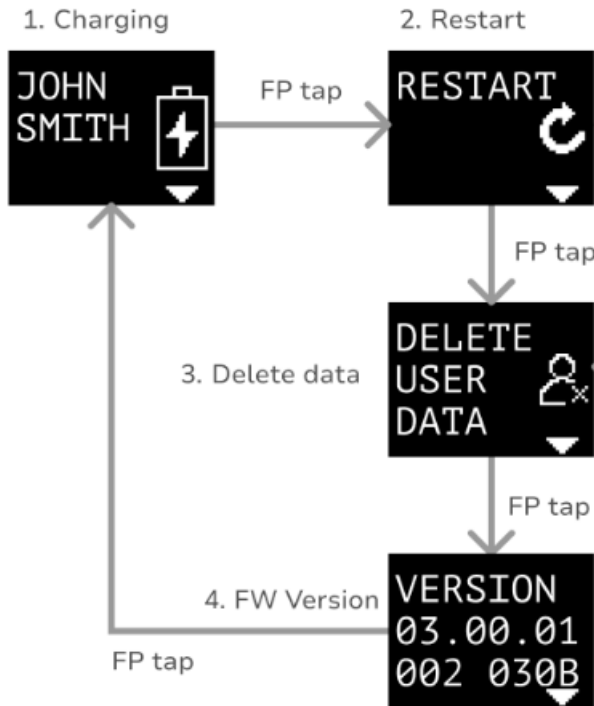 1. Charging
2. Restart
JOHN
SMITH
FP tap
RESTART
FP tap
3. Delete data
DELETE
USER
DATA
FP tap
4. FW Version
VERSION
03.00.01
002 030B
FP tap